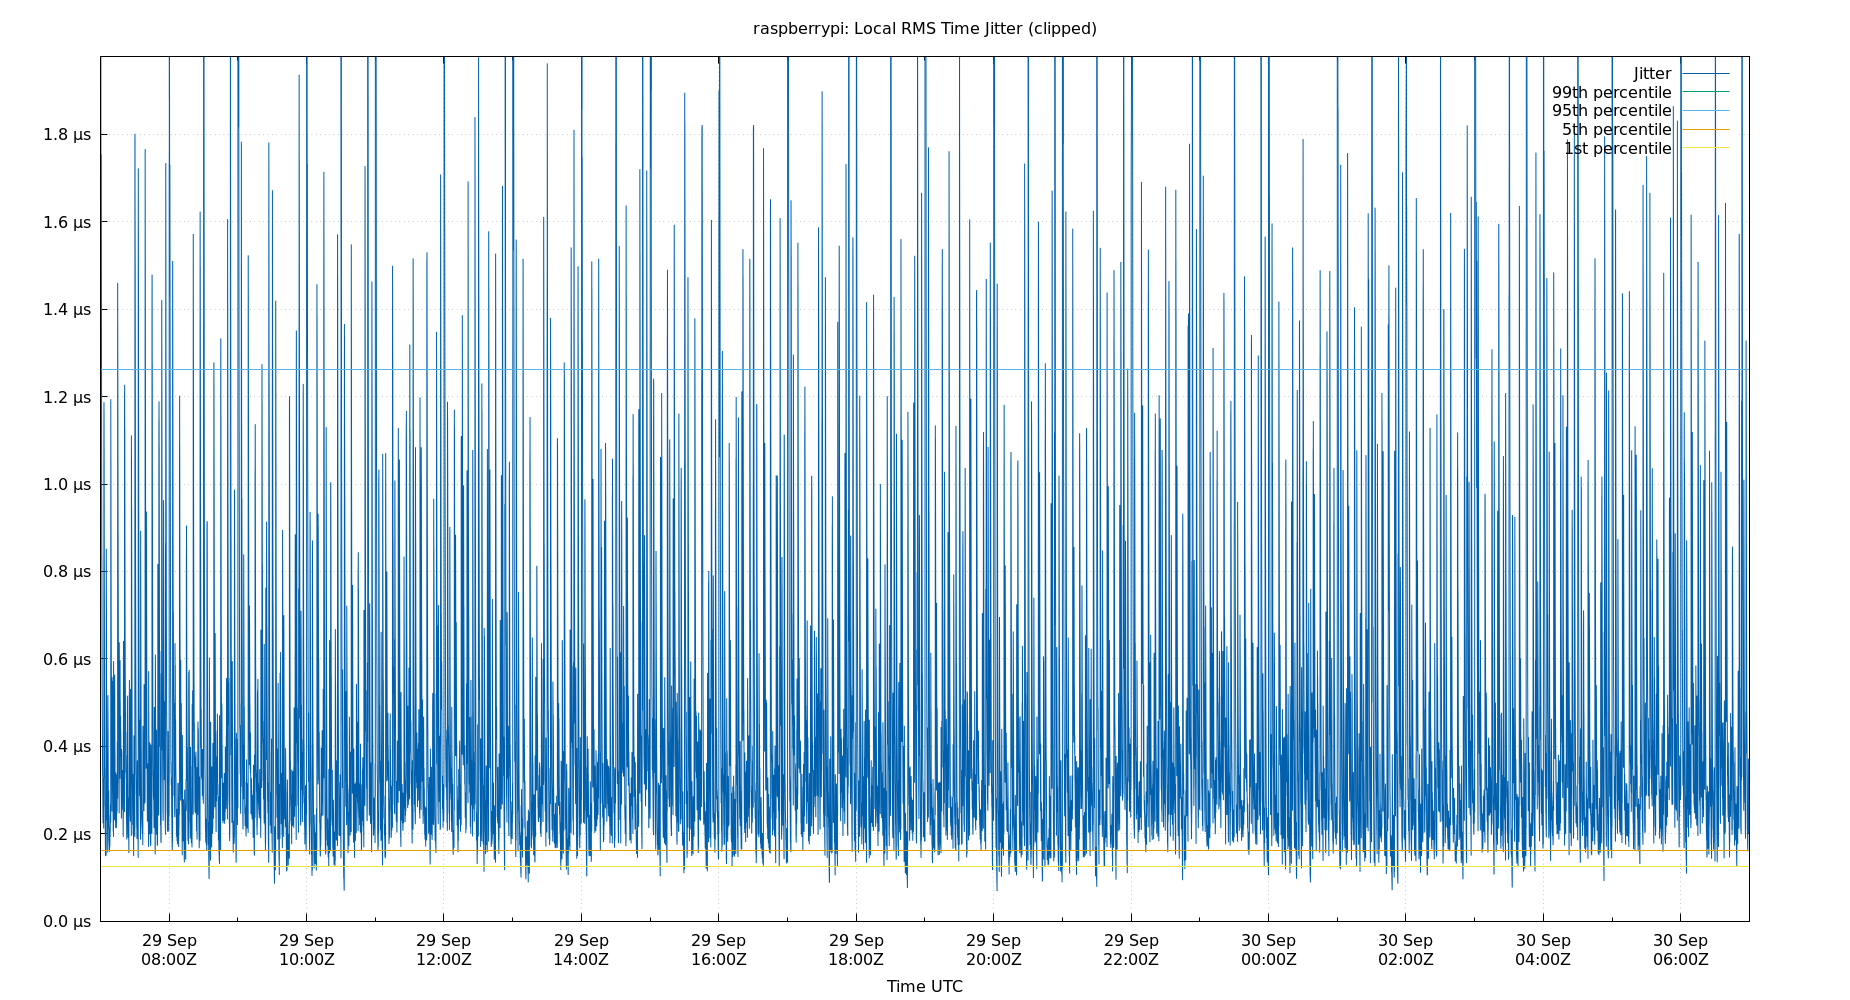 raspberrypi: Local RMS Time Jitter (clipped)
Jitter
99th percentile
95th percentile
5th percentile
1st percentile
1.8 µs
1.6 µs
1.4 µs
1.2 µs
1.0 µs
0.8 µs
0.6 µs
0.4 µs
0.2 µs
0.0 µs
29 Sep 29 Sep 29 Sep 29 Sep 29 Sep 29 Sep 29 Sep 29 Sep 30 Sep 30 Sep 30 Sep 30 Sep
08:00Z 10:00Z 12:00Z 14:00Z 16:00Z 18:00Z 20:00Z 22:00Z 00:00Z 02:00Z 04:00Z 06:00Z
Time UTC